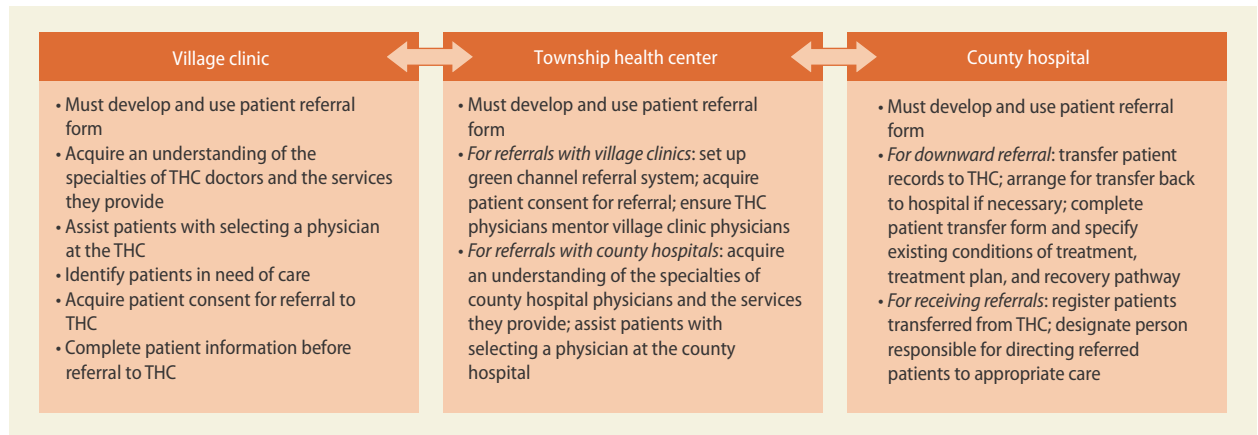 Village clinic
• Must develop and use patient referral
form
• Acquire an understanding of the
specialties of THC doctors and the services
they provide
• Assist patients with selecting a physician
at the THC
• Identify patients in need of care
• Acquire patient consent for referral to
THC
• Complete patient information before
referral to THC
Township health center
• Must develop and use patient referral
form
• For referrals with village clinics: set up
green channel referral system; acquire
patient consent for referral; ensure THC
physicians mentor village clinic physicians
• For referrals with county hospitals: acquire
an understanding of the specialties of
county hospital physicians and the services
they provide; assist patients with
selecting a physician at the county
hospital
County hospital
• Must develop and use patient referral
form
• For downward referral: transfer patient
records to THC; arrange for transfer back
to hospital if necessary; complete
patient transfer form and specify
existing conditions of treatment,
treatment plan, and recovery pathway
• For receiving referrals: register patients
transferred from THC; designate person
responsible for directing referred
patients to appropriate care